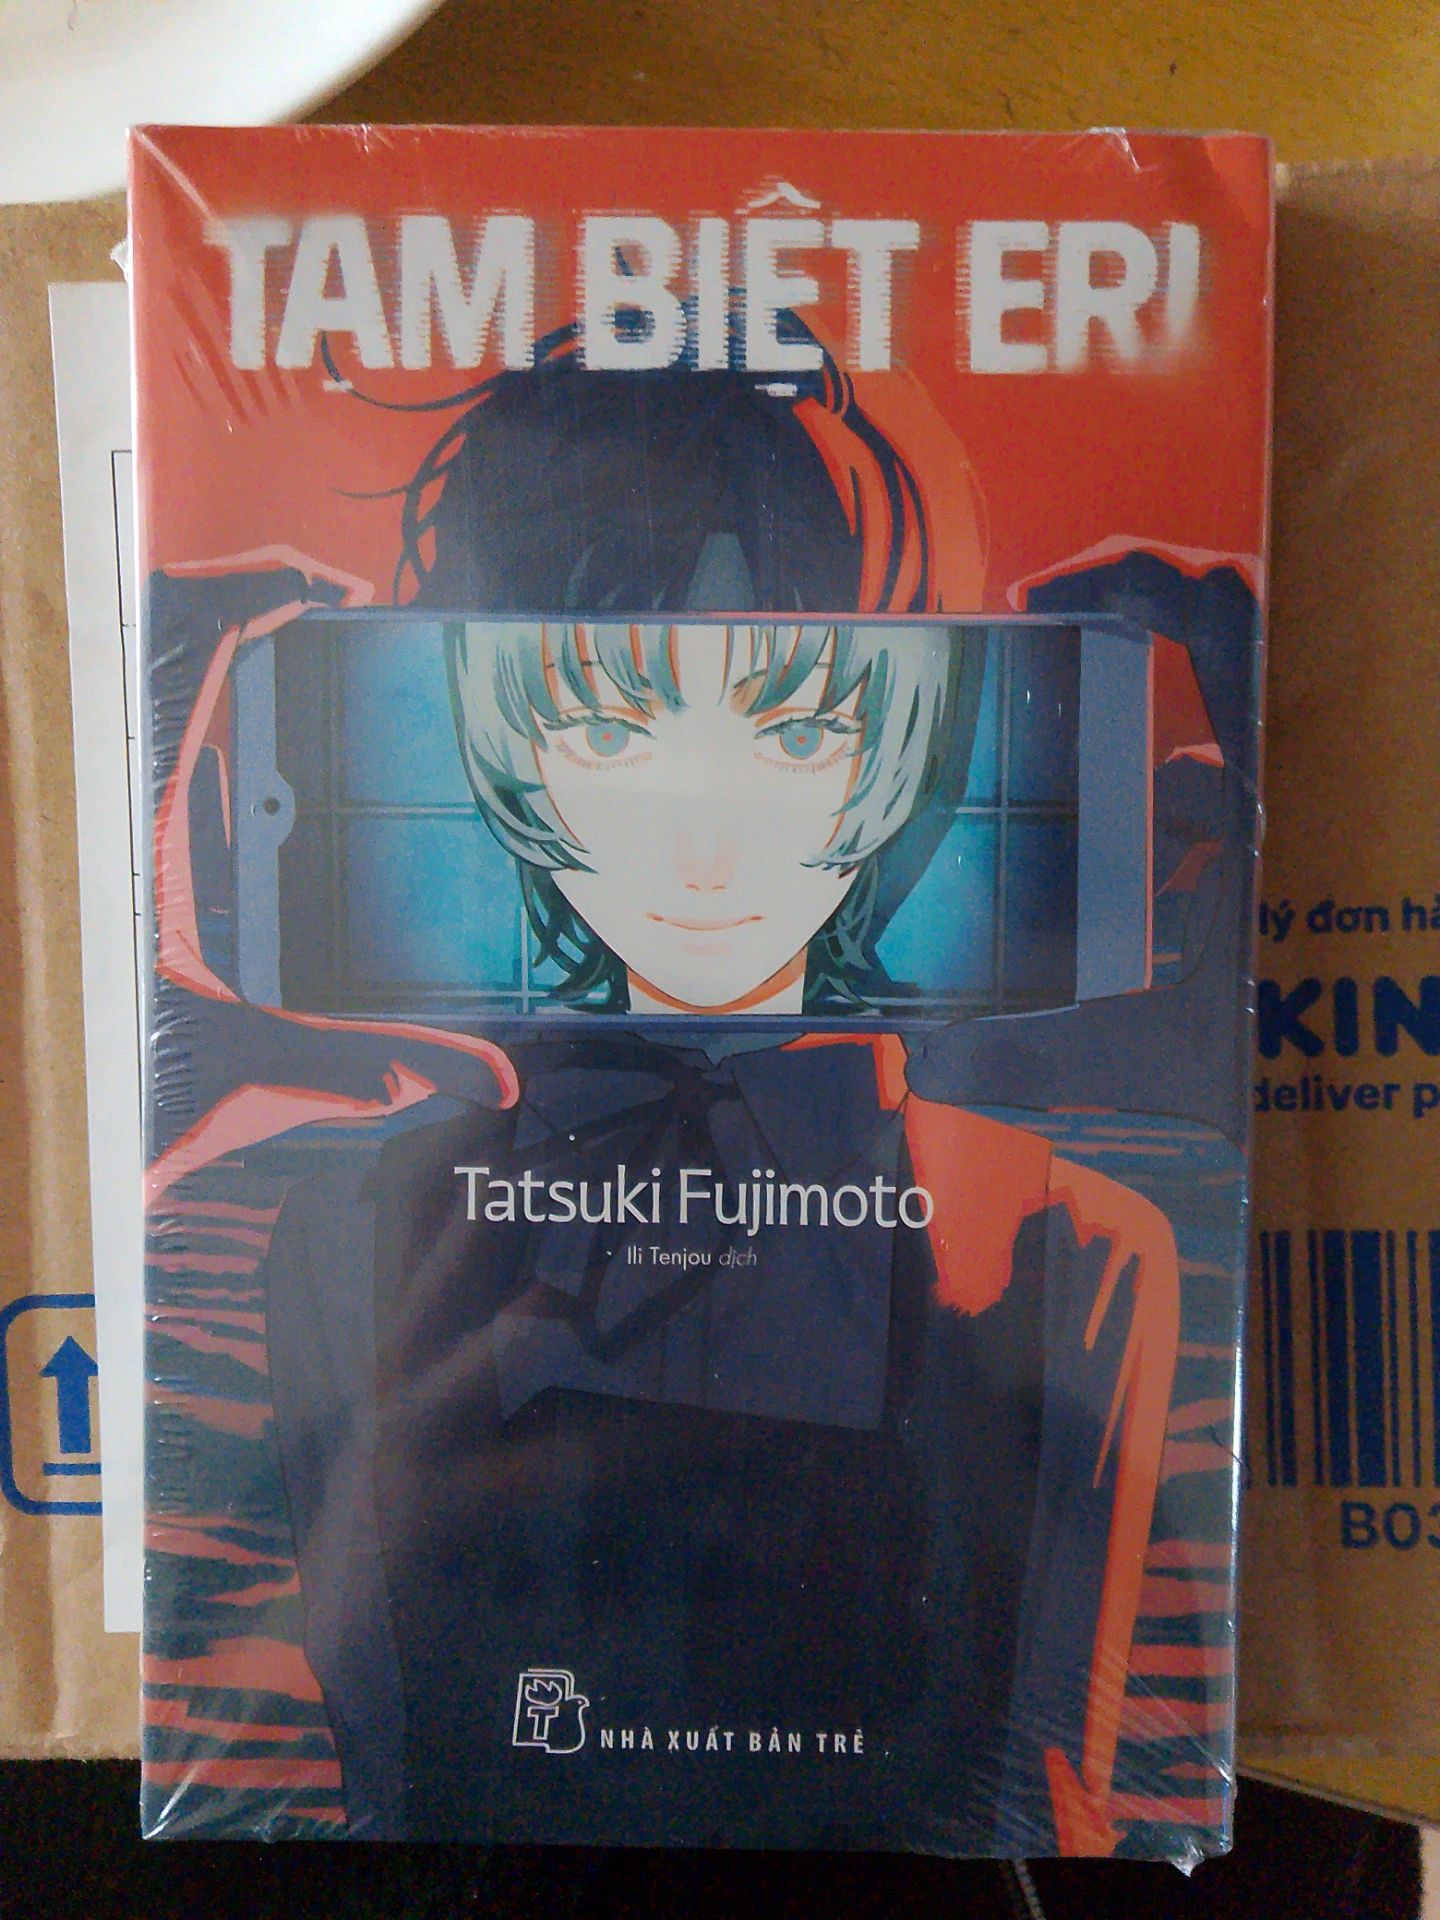 TẠM BIỆT ERI
lý đơn hà
KIN
deliver p
Tatsuki Fujimoto
Ili Tenjou dịch
B03
T
NHÀ XUẤT BẢN TRẺ